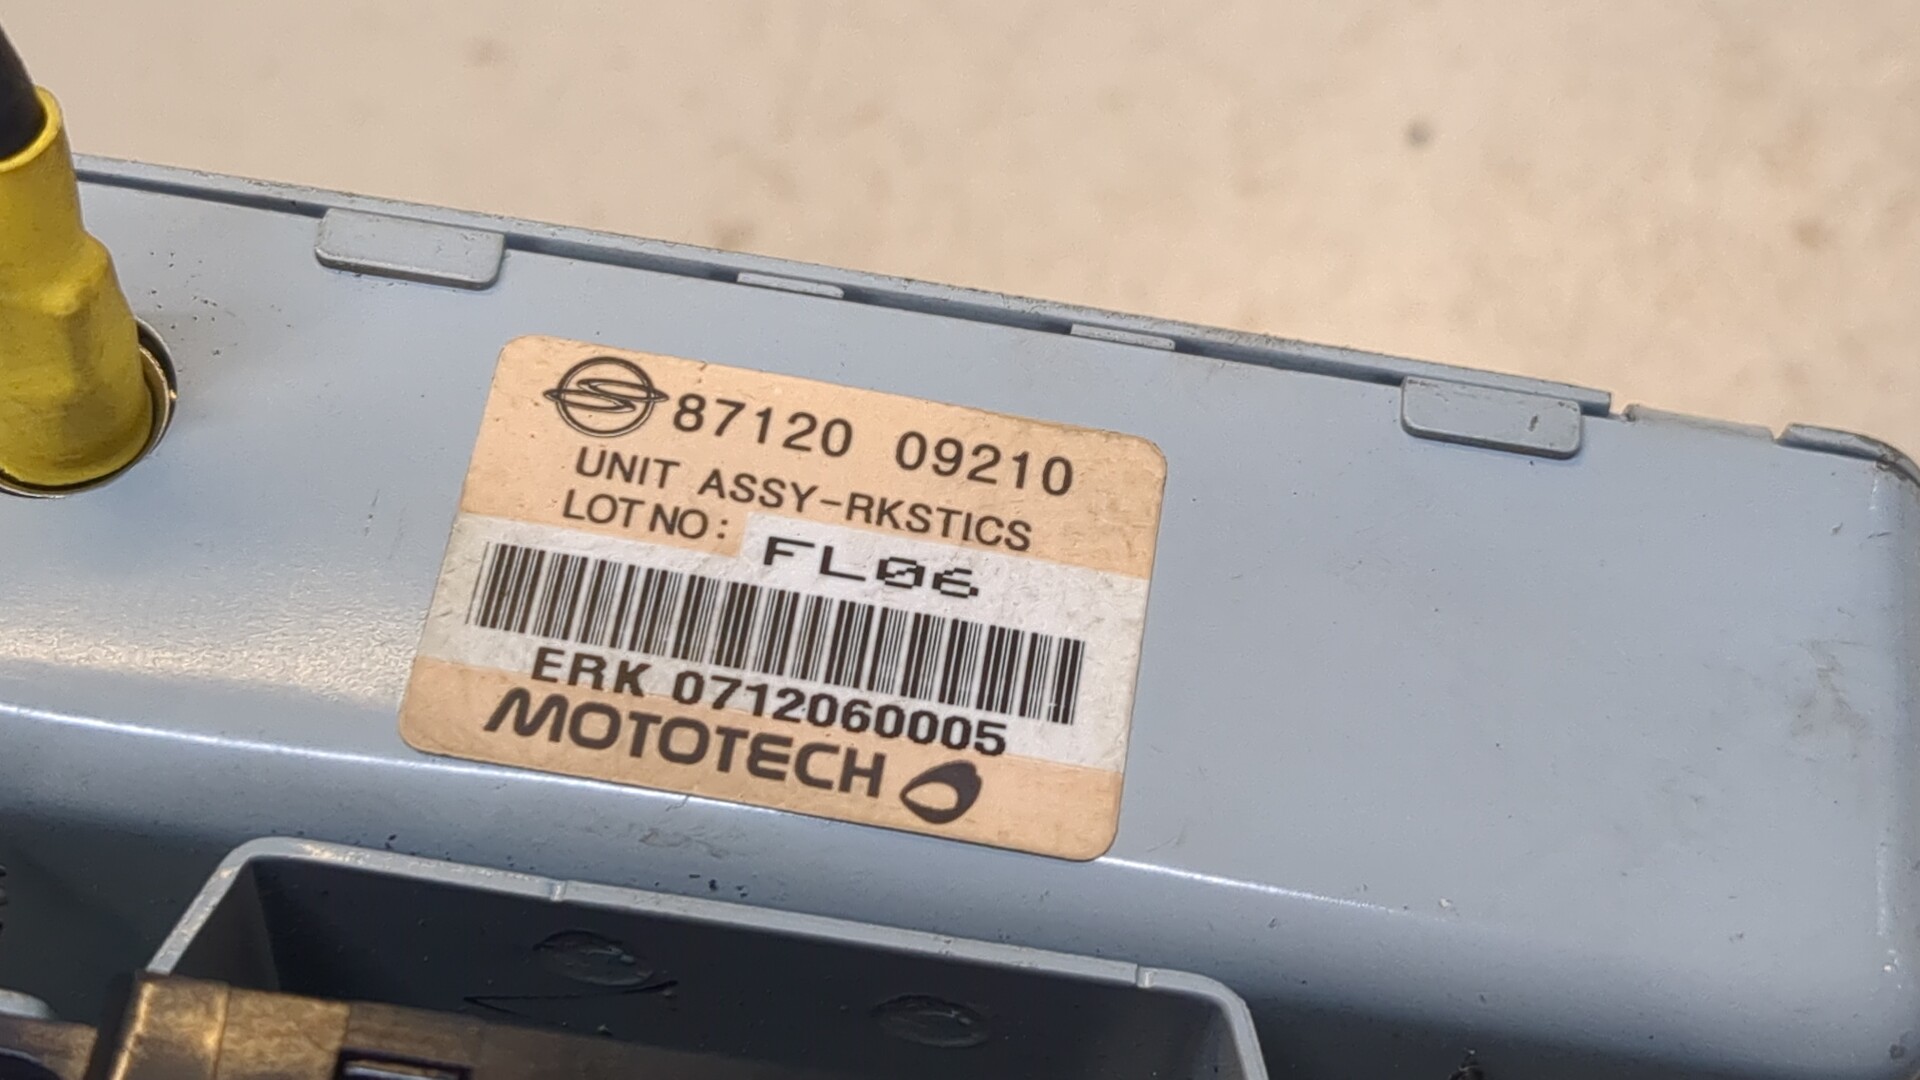 87120 09210
UNIT ASSY-RKSTICS
LOT NO: FL06
ERK 0712060005
MOTOTECH